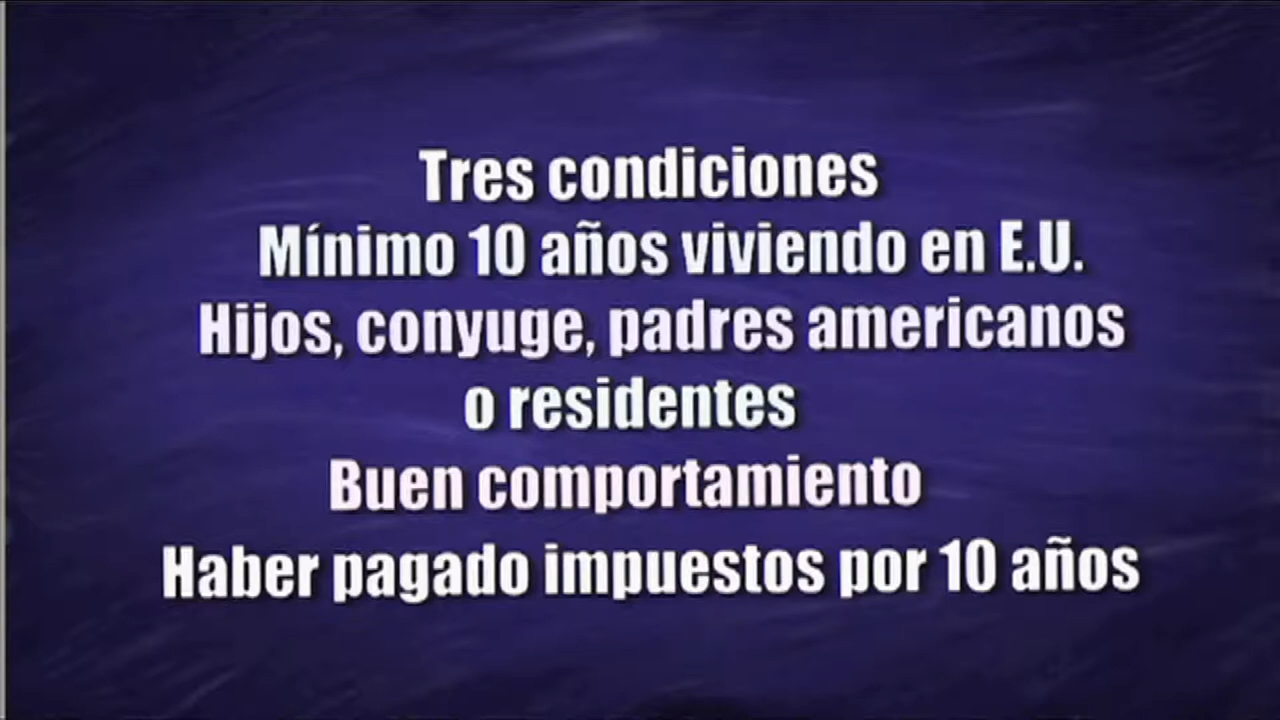 Tres condiciones
Mínimo 10 años viviendo en E.U.
Hijos, conyuge, padres americanos
o residentes
Buen comportamiento
Haber pagado impuestos por 10 años